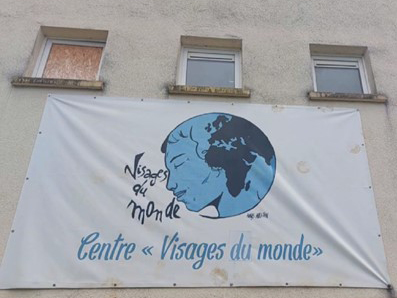 Visages
du
monde
Centre « Visages du monde»